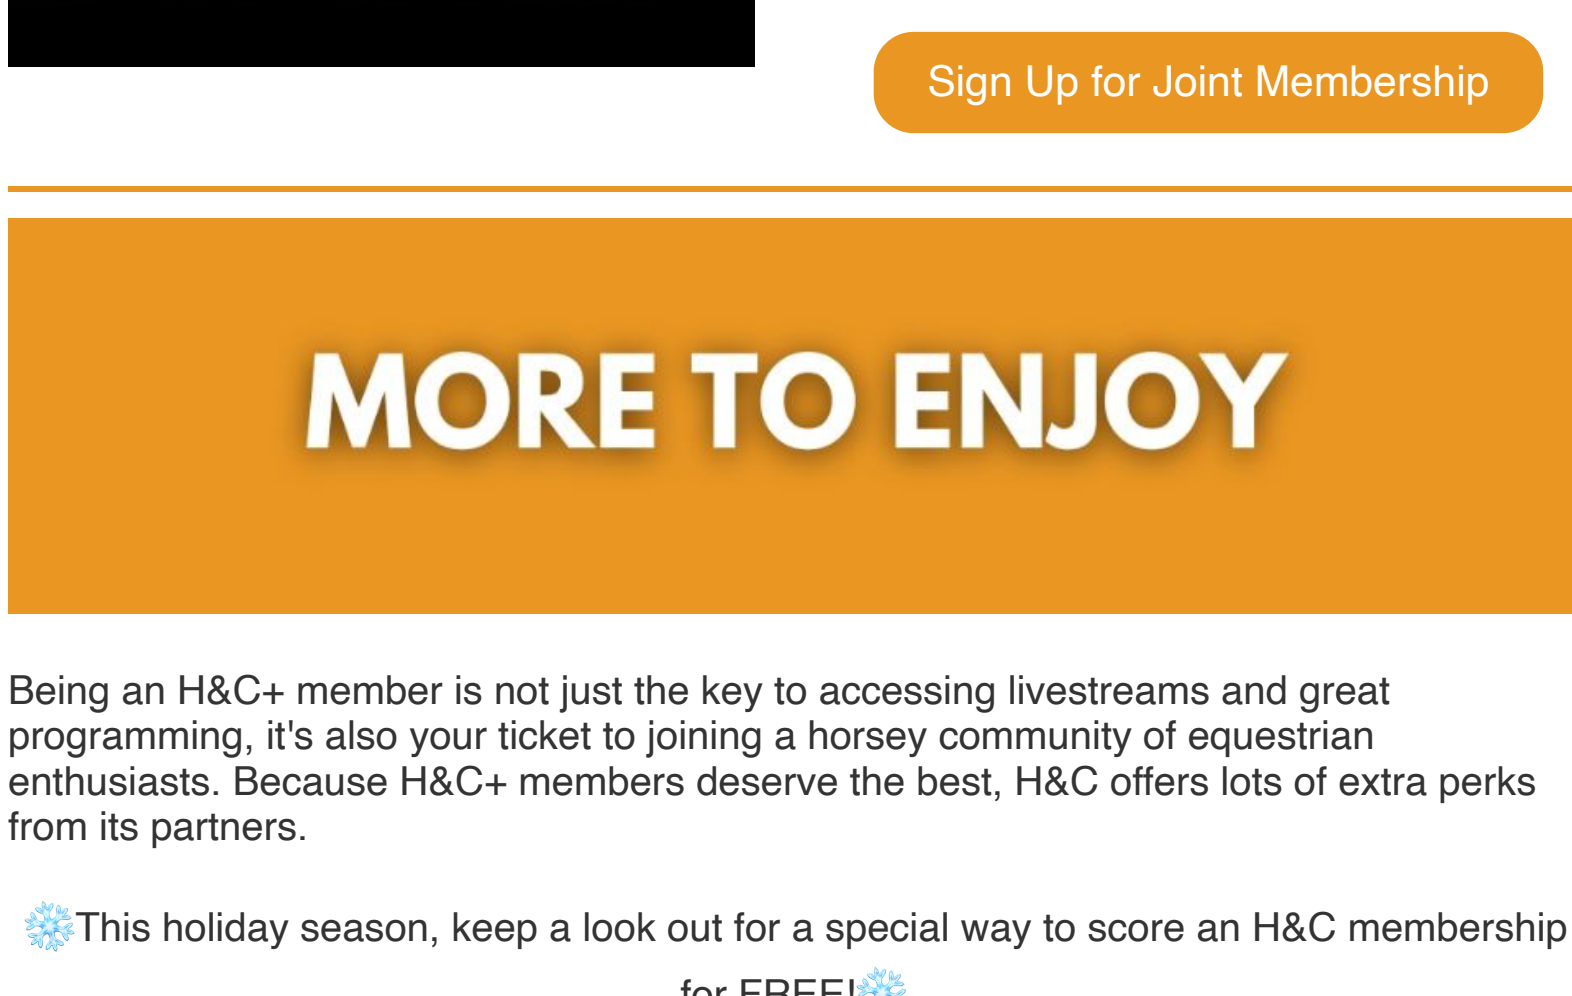 Sign Up for Joint Membership
MORE TO ENJOY
Being an H&C+ member is not just the key to accessing livestreams and great
programming, it's also your ticket to joining a horsey community of equestrian
enthusiasts. Because H&C+ members deserve the best, H&C offers lots of extra perks
from its partners.
❄️This holiday season, keep a look out for a special way to score an H&C membership
for FREE!❄️